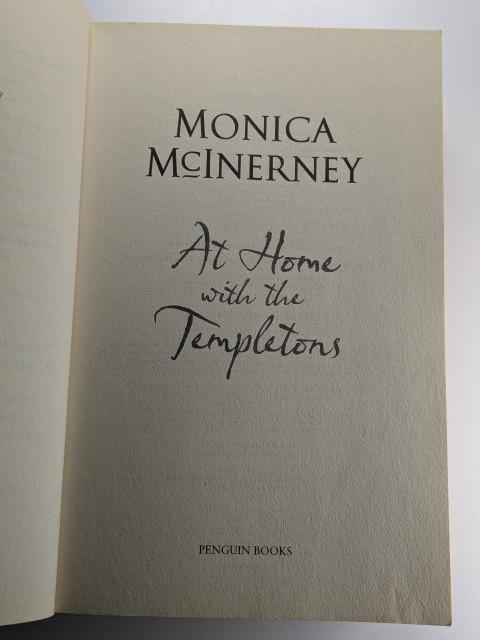 MONICA
McINERNEY
At Home
with the
Templetons
PENGUIN BOOKS